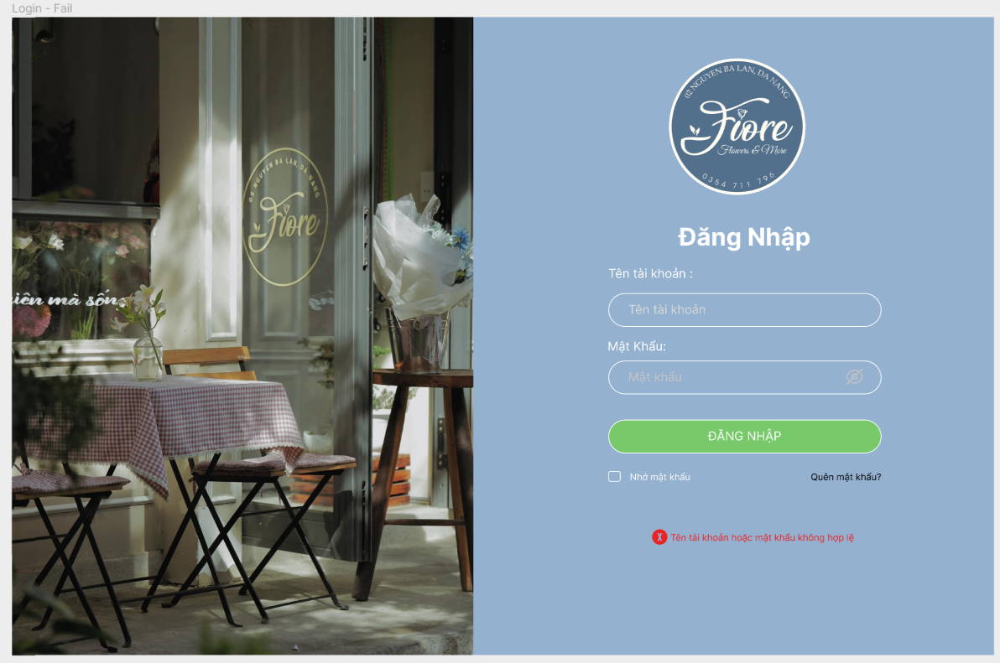 Login - Fail
02 NGUYEN BA LAN, DA NANG
Fiore
iên mà sống
02 NGUYEN BA LAN, DA NANG
Fiore
Flowers & More
0354 711 796
Đăng Nhập
Tên tài khoản :
Tên tài khoản
Mật Khẩu:
Mật khẩu
ĐĂNG NHẬP
Nhớ mật khẩu
Quên mật khẩu?
X Tên tài khoản hoặc mật khẩu không hợp lệ